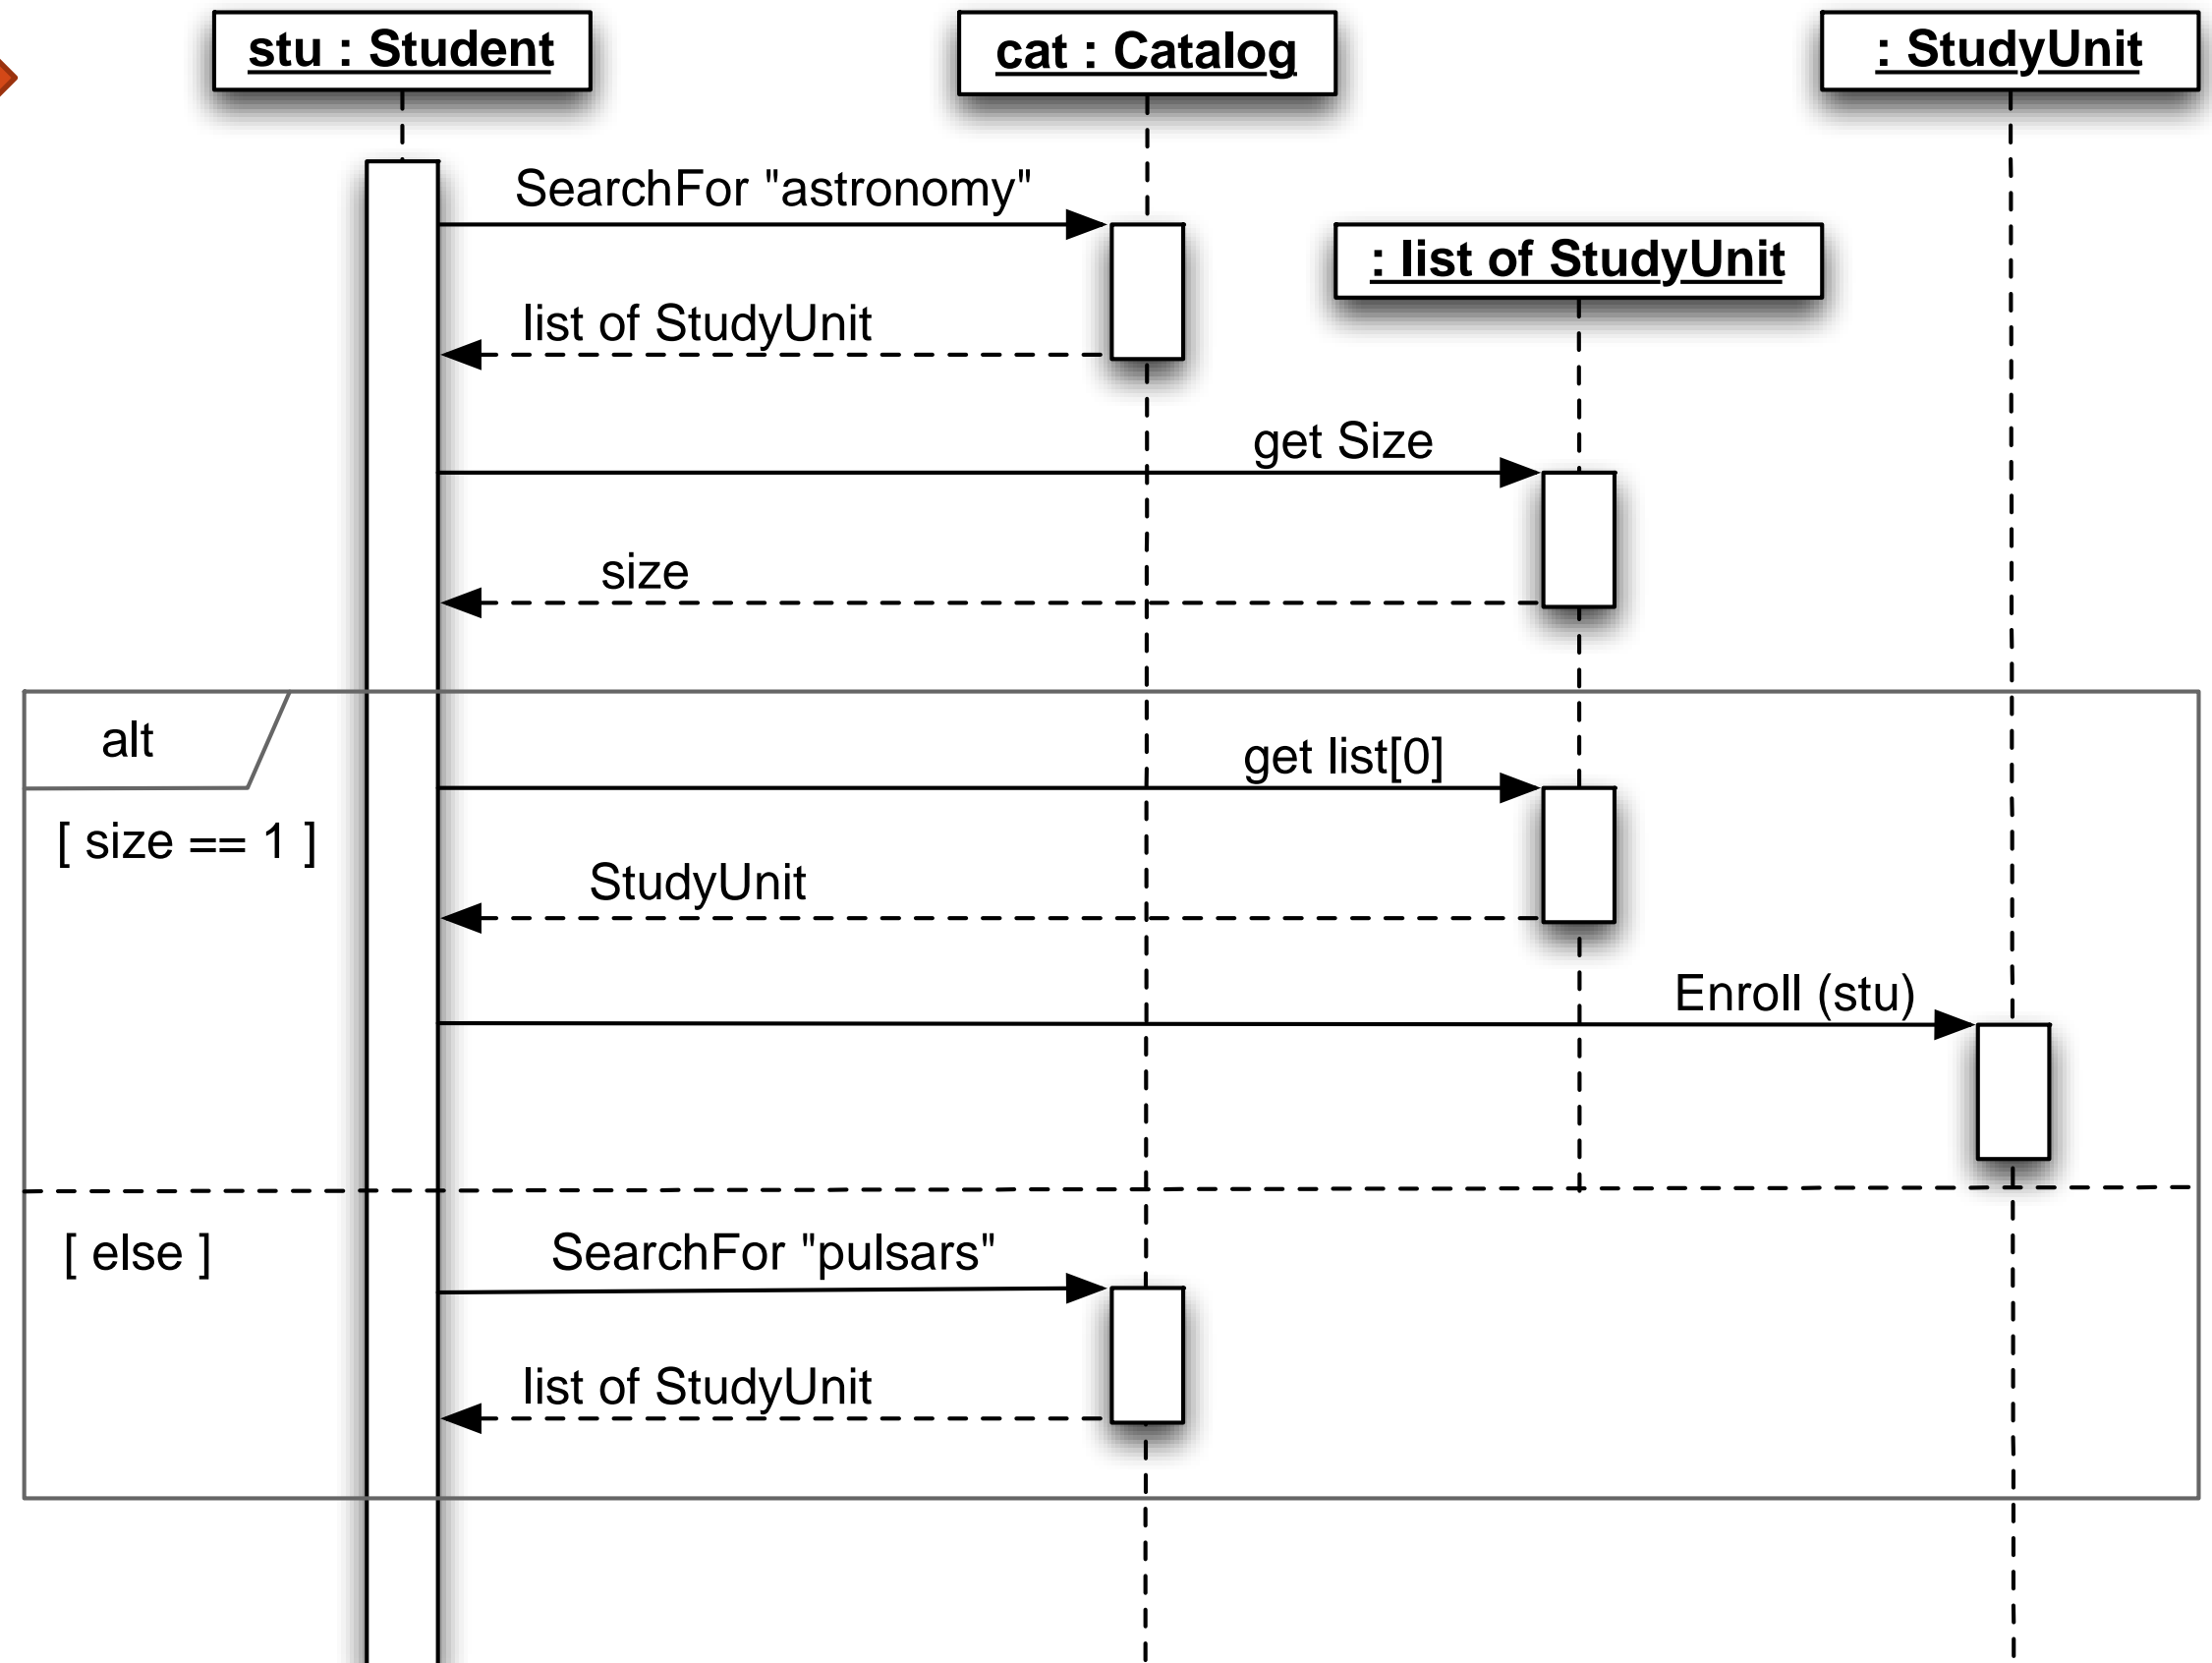 stu : Student
cat : Catalog
: StudyUnit
SearchFor "astronomy"
: list of StudyUnit
list of StudyUnit
get Size
size
alt
get list[0]
[ size == 1 ]
StudyUnit
Enroll (stu)
[ else ]
SearchFor "pulsars"
list of StudyUnit